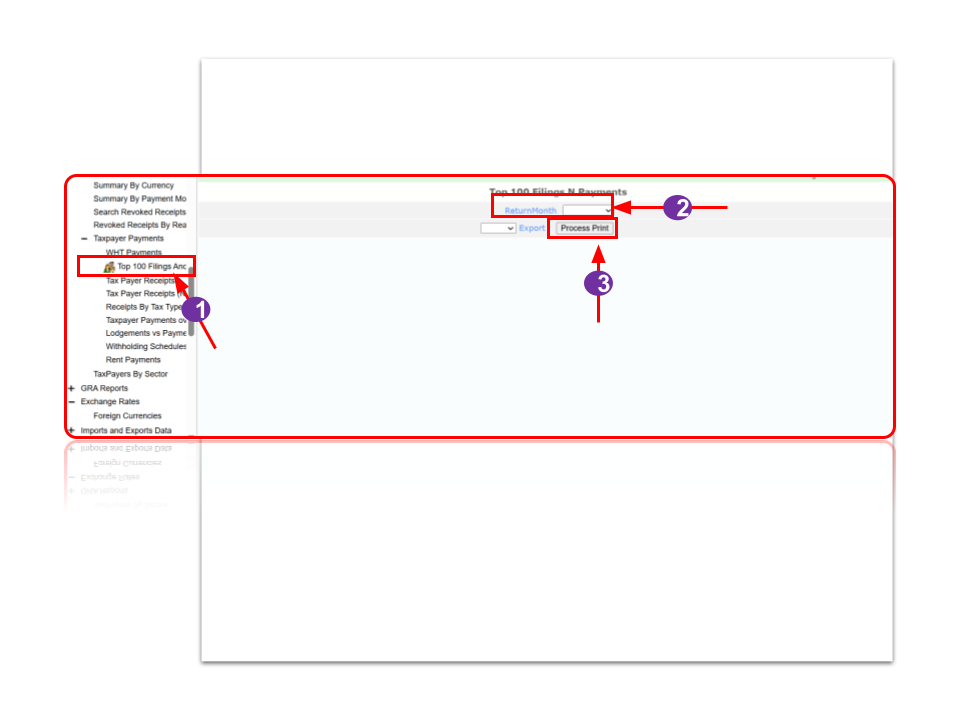 Summary By Currency
Summary By Payment Mo
Search Revoked Receipts
Revoked Receipts By Rea
Taxpayer Payments
WHT Payments
Top 100 Filings And
Tax Payer Receipts
Tax Payer Receipts
Receipts By Tax Type
Taxpayer Payments ov
Lodgements vs Payme
Withholding Schedules
Rent Payments
TaxPayers By Sector
GRA Reports
Exchange Rates
Foreign Currencies
Imports and Exports Data
Top 100 Filings N Payments
ReturnMonth
Export Process Print
1
2
3